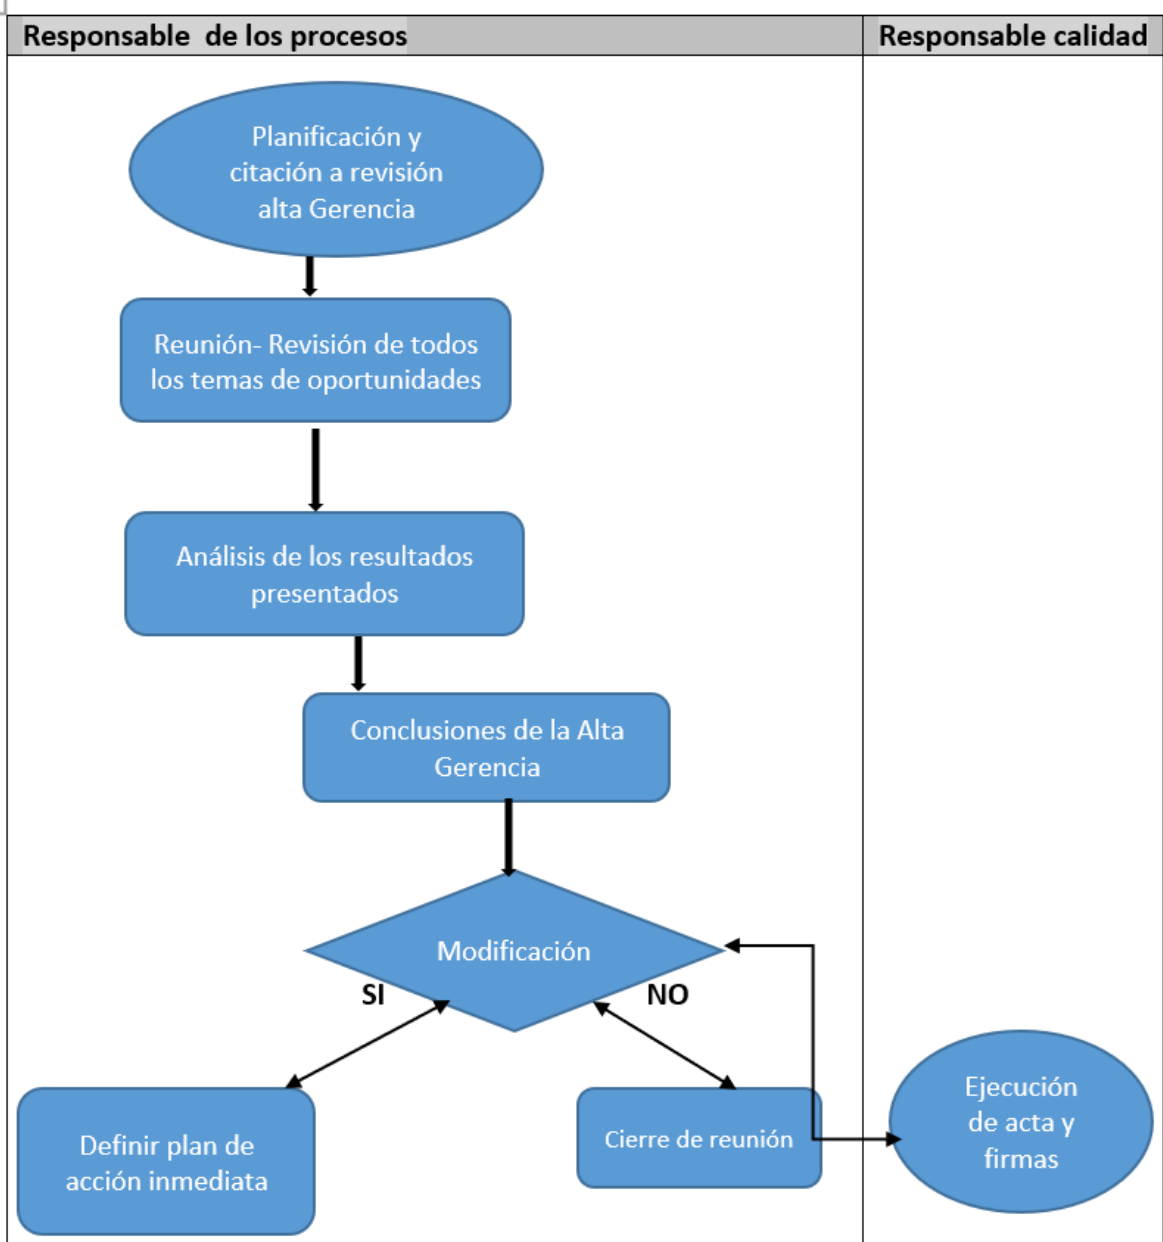 Responsable  de los procesos
Responsable calidad
Planificación y
citación a revisión
alta Gerencia
Reunión- Revisión de todos
los temas de oportunidades
Análisis de los resultados
presentados
Conclusiones de la Alta
Gerencia
Modificación
SI
NO
Definir plan de
acción inmediata
Cierre de reunión
Ejecución
de acta y
firmas